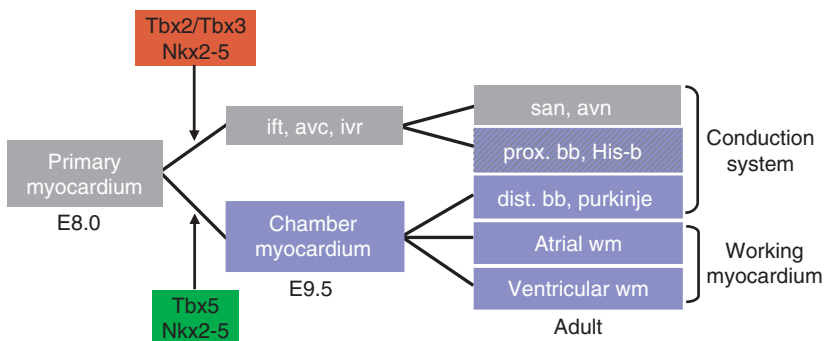 Tbx2/Tbx3
Nkx2-5
ift, avc, ivr
san, avn
prox. bb, His-b
Conduction
system
Primary
myocardium
E8.0
dist. bb, purkinje
Chamber
myocardium
E9.5
Atrial wm
Ventricular wm
Working
myocardium
Adult
Tbx5
Nkx2-5